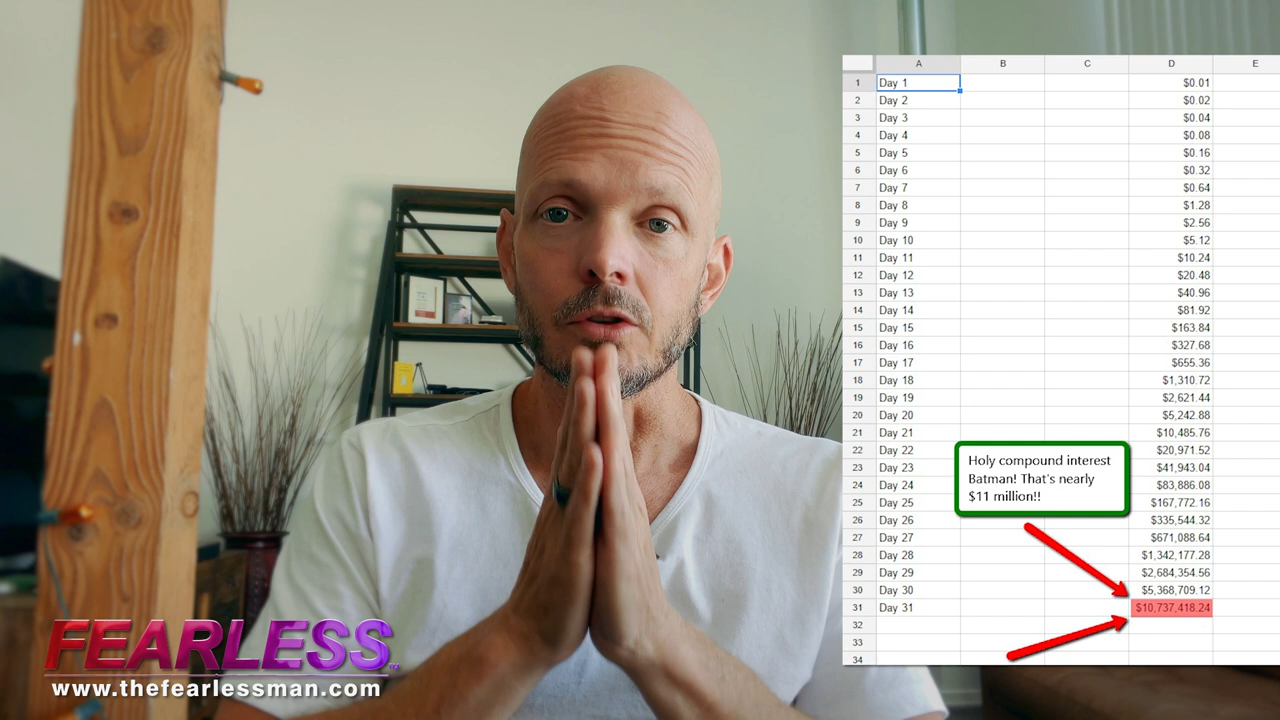 A B C D E
1 Day 1 $0.01
2 Day 2 $0.02
3 Day 3 $0.04
4 Day 4 $0.08
5 Day 5 $0.16
6 Day 6 $0.32
7 Day 7 $0.64
8 Day 8 $1.28
9 Day 9 $2.56
10 Day 10 $5.12
11 Day 11 $10.24
12 Day 12 $20.48
13 Day 13 $40.96
14 Day 14 $81.92
15 Day 15 $163.84
16 Day 16 $327.68
17 Day 17 $655.36
18 Day 18 $1,310.72
19 Day 19 $2,621.44
20 Day 20 $5,242.88
21 Day 21 $10,485.76
22 Day 22 $20,971.52
23 Day 23 $41,943.04
24 Day 24 $83,886.08
25 Day 25 $167,772.16
26 Day 26 $335,544.32
27 Day 27 $671,088.64
28 Day 28 $1,342,177.28
29 Day 29 $2,684,354.56
30 Day 30 $5,368,709.12
31 Day 31 $10,737,418.24
32
33
34
Holy compound interest
Batman! That's nearly
$11 million!!
FEARLESS™
www.thefearlessman.com